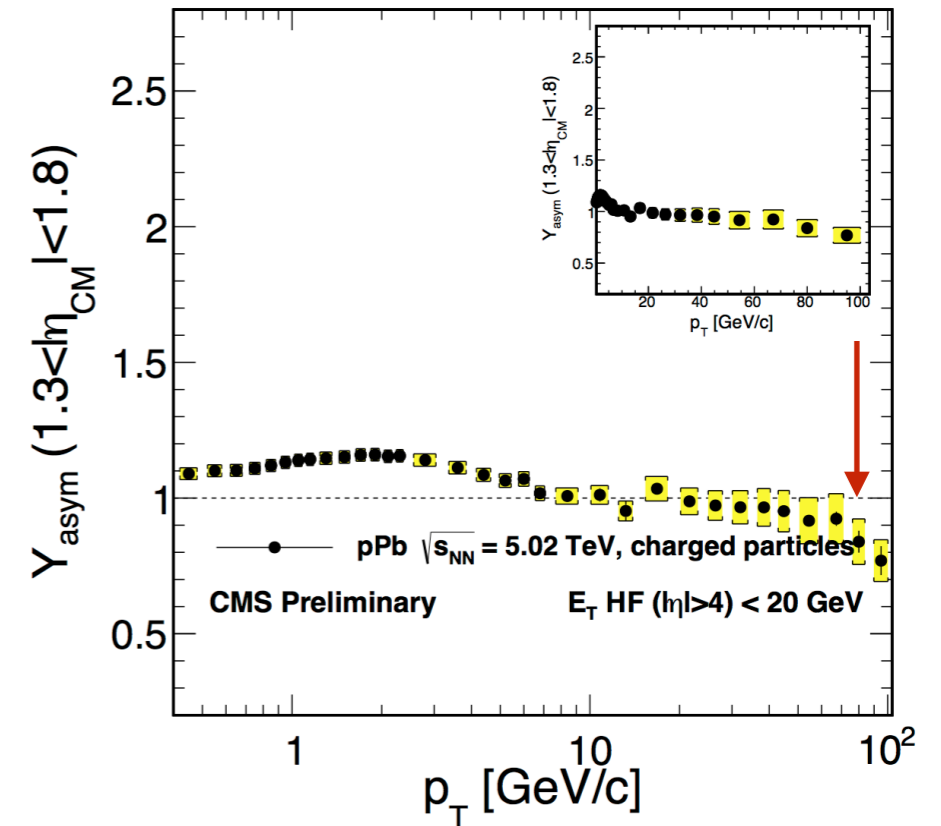 Y_asym (1.3<|η_CM|<1.8)
2.5
2
1.5
1
0.5
1
10
10²
p_T [GeV/c]
pPb √s_NN = 5.02 TeV, charged particles
CMS Preliminary
E_T HF (|η|>4) < 20 GeV
Y_asym (1.3<|η_CM|<1.8)
2.5
2
1.5
1
0.5
20
40
60
80
100
p_T [GeV/c]